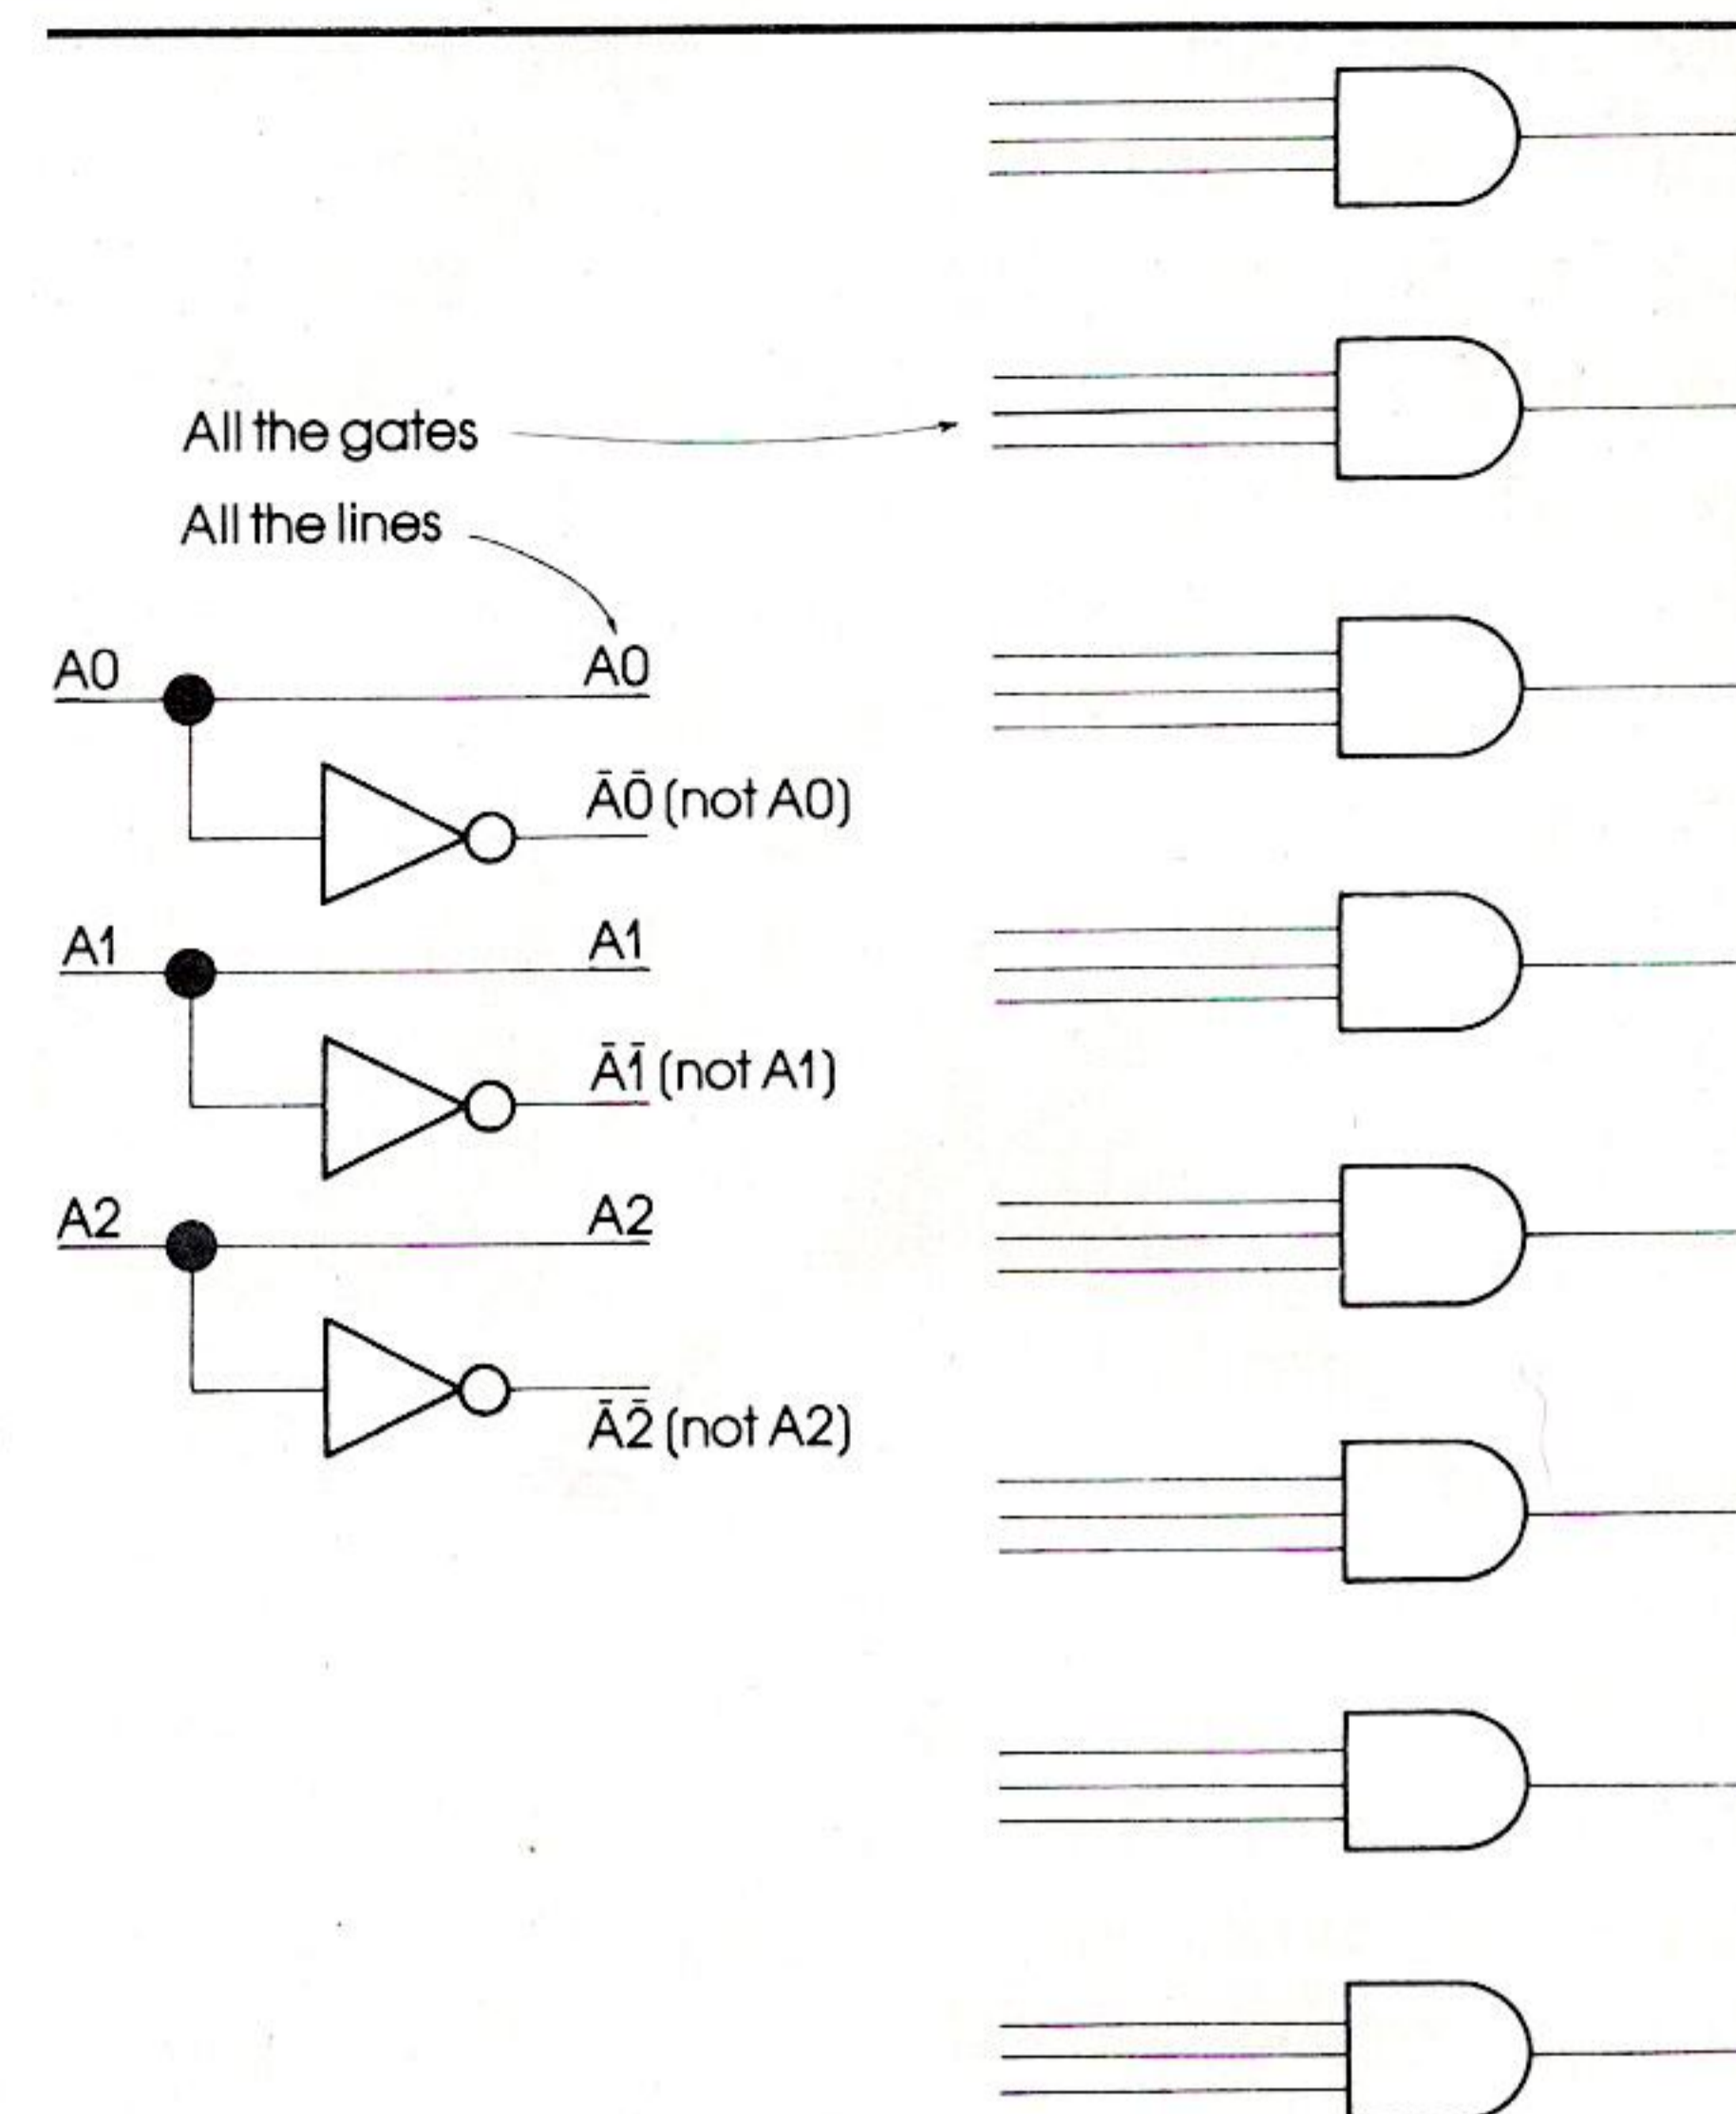 All the gates
All the lines
A0 A0
Ā0̄ (not A0)
A1 A1
Ā1̄ (not A1)
A2 A2
Ā2̄ (not A2)